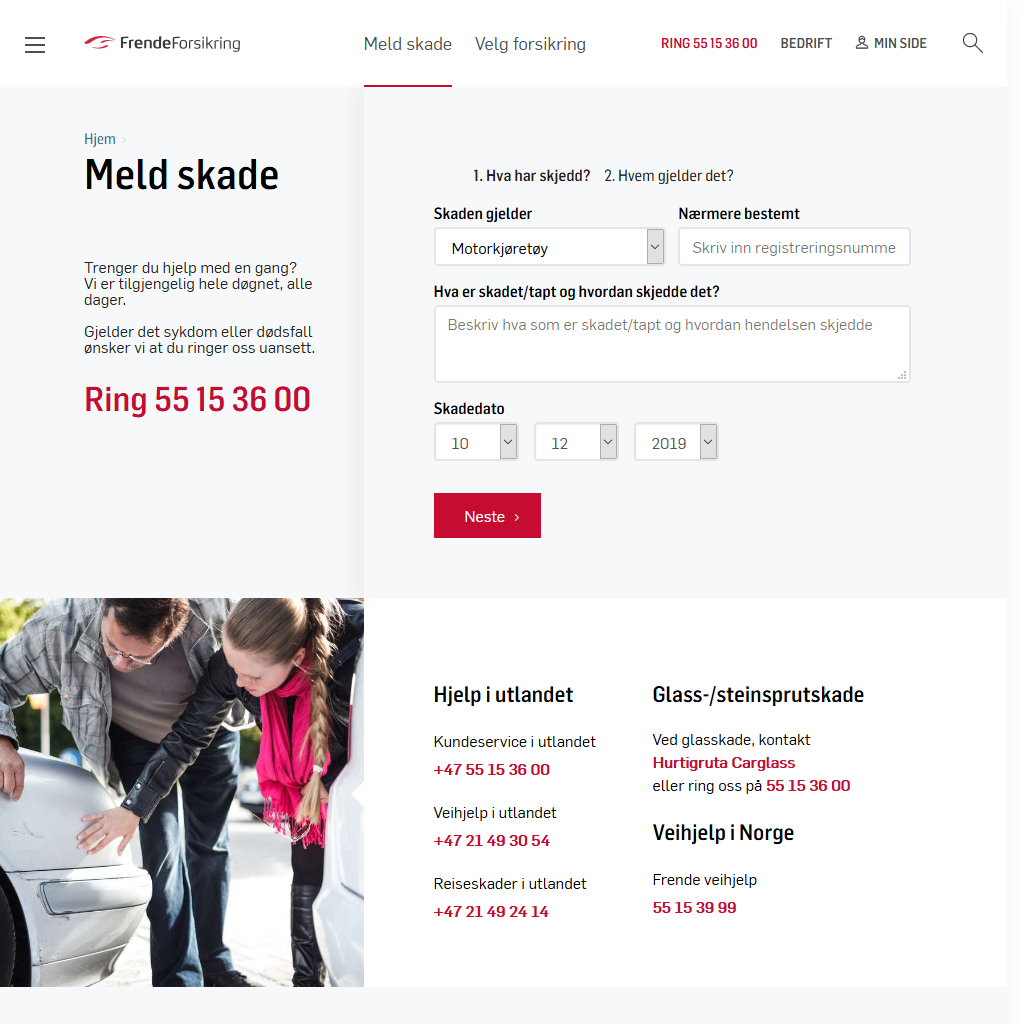 FrendeForsikring
Meld skade
Velg forsikring
RING 55 15 36 00
BEDRIFT
MIN SIDE
Hjem ›
Meld skade
Trenger du hjelp med en gang?
Vi er tilgjengelig hele døgnet, alle
dager.
Gjelder det sykdom eller dødsfall
ønsker vi at du ringer oss uansett.
Ring 55 15 36 00
1. Hva har skjedd?
2. Hvem gjelder det?
Skaden gjelder
Nærmere bestemt
Motorkjøretøy
Skriv inn registreringsnumme
Hva er skadet/tapt og hvordan skjedde det?
Beskriv hva som er skadet/tapt og hvordan hendelsen skjedde
Skadedato
10
12
2019
Neste ›
Hjelp i utlandet
Kundeservice i utlandet
+47 55 15 36 00
Veihjelp i utlandet
+47 21 49 30 54
Reiseskader i utlandet
+47 21 49 24 14
Glass-/steinsprutskade
Ved glasskade, kontakt
Hurtigruta Carglass
eller ring oss på 55 15 36 00
Veihjelp i Norge
Frende veihjelp
55 15 39 99